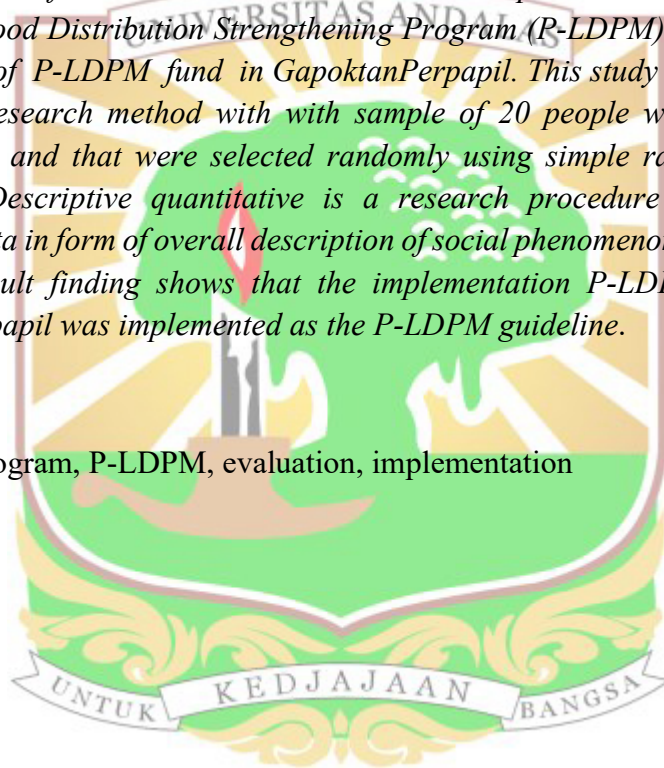 UNIVERSITAS ANDALAS
ood Distribution Strengthening Program (P-LDPM)
of P-LDPM fund in GapoktanPerpapil. This study
esearch method with with sample of 20 people w
and that were selected randomly using simple ra
Descriptive quantitative is a research procedure
ta in form of overall description of social phenomenon
ult finding shows that the implementation P-LDP
papil was implemented as the P-LDPM guideline.
ogram, P-LDPM, evaluation, implementation
UNTUK KEDJAJAAN BANGSA